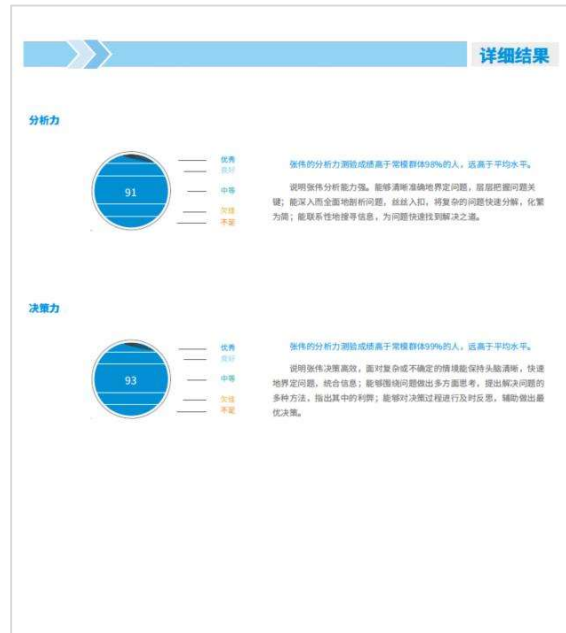 详细结果
分析力
优秀
良好
91
中等
欠佳
不足
张伟的分析力测验成绩高于常模群体98%的人，远高于平均水平。
说明张伟分析能力强。能够清晰准确地界定问题，层层把握问题关
键；能深入而全面地剖析问题，丝丝入扣，将复杂的问题快速分解，化繁
为简；能联系性地搜寻信息，为问题快速找到解决之道。
决策力
优秀
良好
93
中等
欠佳
不足
张伟的分析力测验成绩高于常模群体99%的人，远高于平均水平。
说明张伟决策高效，面对复杂或不确定的情境能保持头脑清晰，快速
地界定问题，统合信息；能够围绕问题做出多方面思考，提出解决问题的
多种方法，指出其中的利弊；能够对决策过程进行及时反思，辅助做出最
优决策。